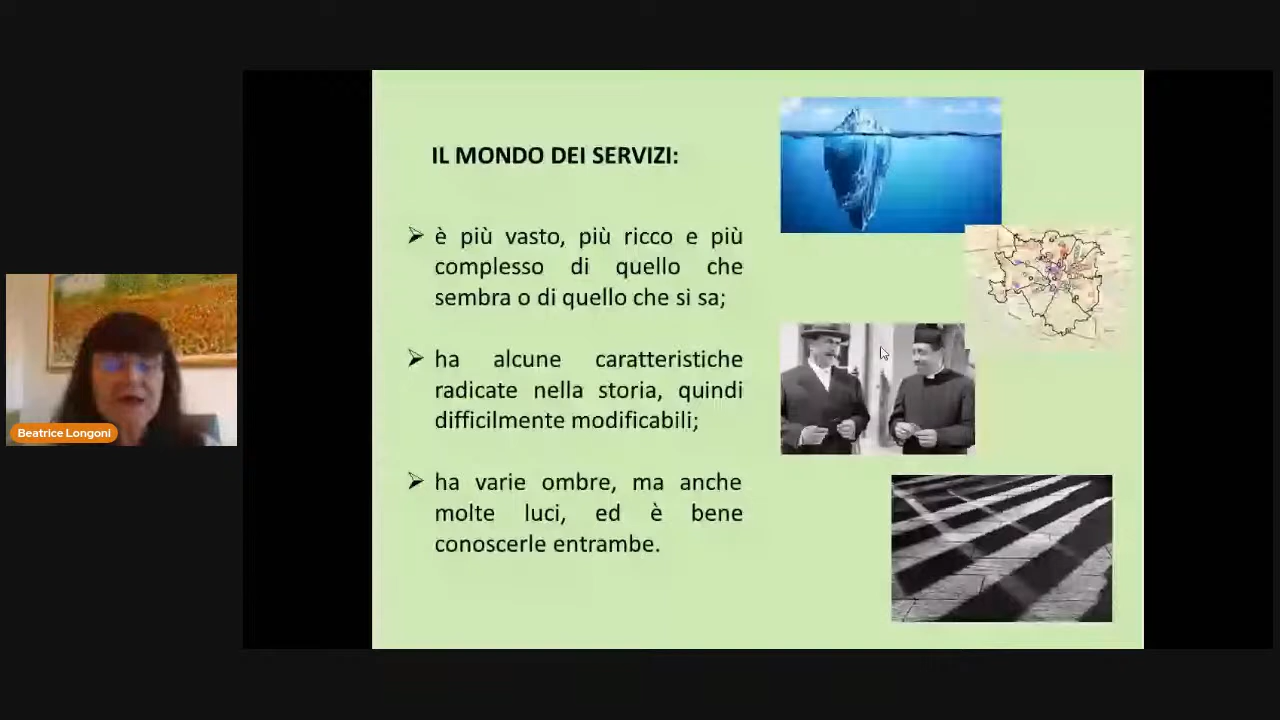 IL MONDO DEI SERVIZI:
➢ è più vasto, più ricco e più
complesso di quello che
sembra o di quello che si sa;
➢ ha alcune caratteristiche
radicate nella storia, quindi
difficilmente modificabili;
➢ ha varie ombre, ma anche
molte luci, ed è bene
conoscerle entrambe.
Beatrice Longoni